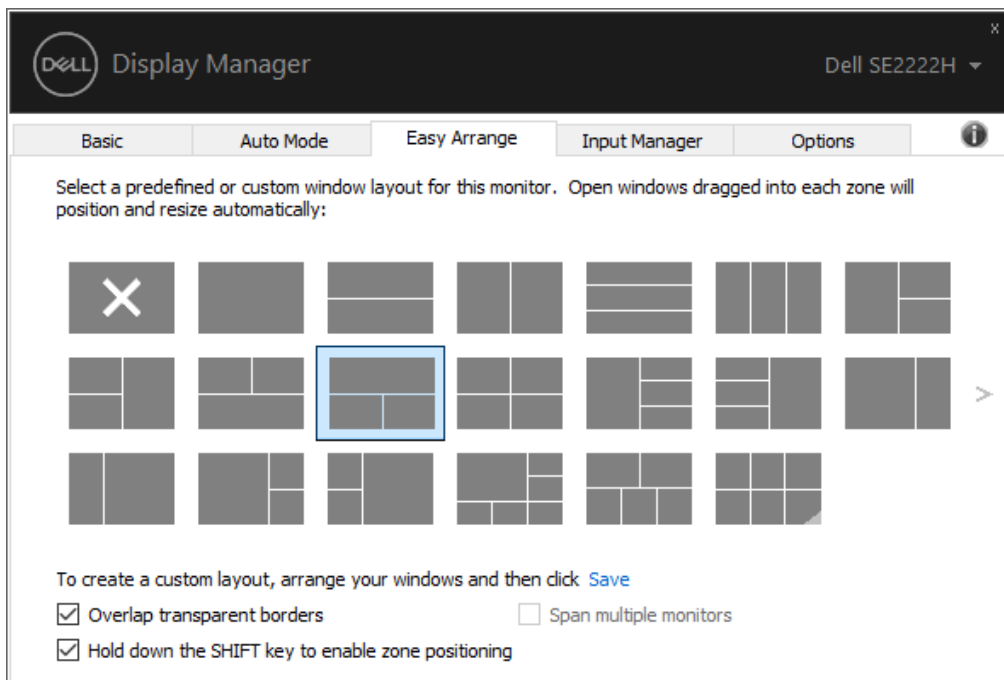 x
DELL Display Manager Dell SE2222H
Basic Auto Mode Easy Arrange Input Manager Options
Select a predefined or custom window layout for this monitor. Open windows dragged into each zone will
position and resize automatically:
>
To create a custom layout, arrange your windows and then click Save
Overlap transparent borders Span multiple monitors
Hold down the SHIFT key to enable zone positioning